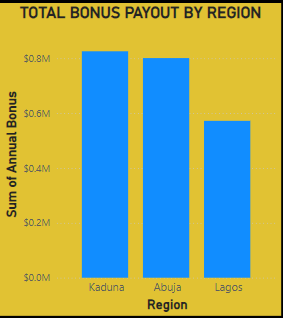 TOTAL BONUS PAYOUT BY REGION
Sum of Annual Bonus
$0.8M
$0.6M
$0.4M
$0.2M
$0.0M
Kaduna Abuja Lagos
Region